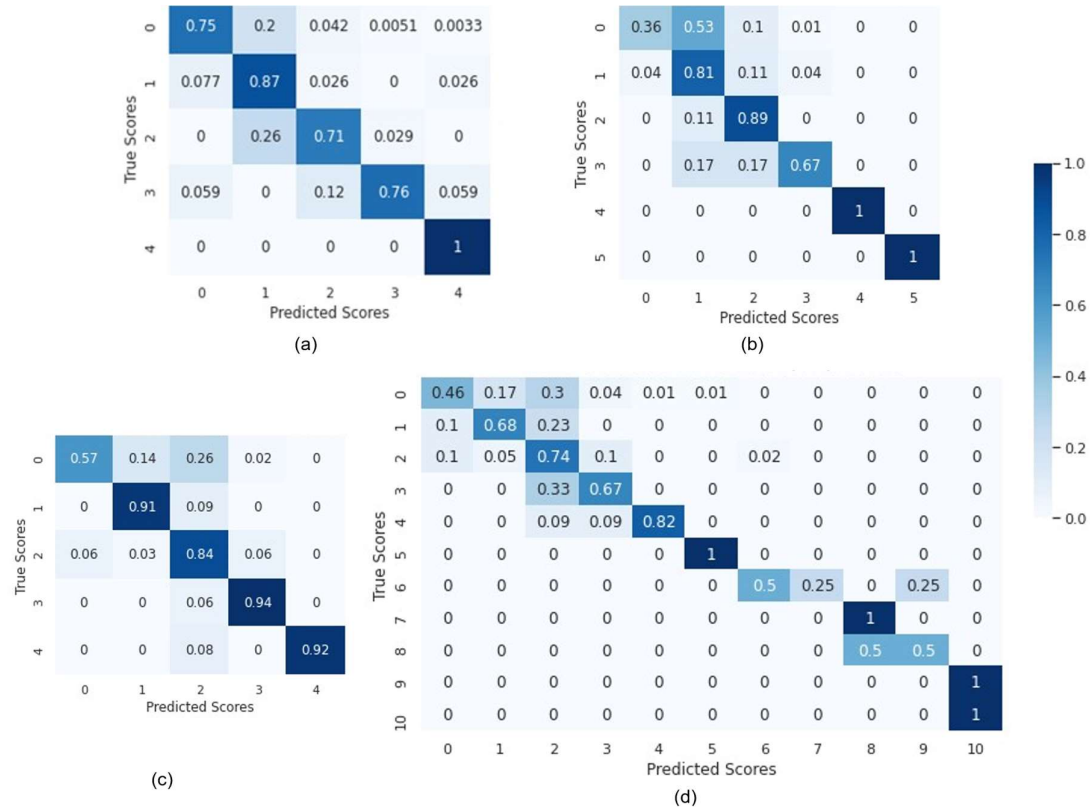 0 0.75 0.2 0.042 0.0051 0.0033
1 0.077 0.87 0.026 0 0.026
2 0 0.26 0.71 0.029 0
3 0.059 0 0.12 0.76 0.059
4 0 0 0 0 1
True Scores
0 1 2 3 4
Predicted Scores
(a)
0 0.36 0.53 0.1 0.01 0 0
1 0.04 0.81 0.11 0.04 0 0
2 0 0.11 0.89 0 0 0
3 0 0.17 0.17 0.67 0 0
4 0 0 0 0 1 0
5 0 0 0 0 0 1
True Scores
0 1 2 3 4 5
Predicted Scores
(b)
1.0
0.8
0.6
0.4
0.2
0.0
0 0.57 0.14 0.26 0.02 0
1 0 0.91 0.09 0 0
2 0.06 0.03 0.84 0.06 0
3 0 0 0.06 0.94 0
4 0 0 0.08 0 0.92
True Scores
0 1 2 3 4
Predicted Scores
(c)
0 0.46 0.17 0.3 0.04 0.01 0.01 0 0 0 0 0
1 0.1 0.68 0.23 0 0 0 0 0 0 0 0
2 0.1 0.05 0.74 0.1 0 0 0.02 0 0 0 0
3 0 0 0.33 0.67 0 0 0 0 0 0 0
4 0 0 0.09 0.09 0.82 0 0 0 0 0 0
5 0 0 0 0 0 1 0 0 0 0 0
6 0 0 0 0 0 0 0.5 0.25 0 0.25 0
7 0 0 0 0 0 0 0 0 1 0 0
8 0 0 0 0 0 0 0 0 0.5 0.5 0
9 0 0 0 0 0 0 0 0 0 0 1
10 0 0 0 0 0 0 0 0 0 0 1
True Scores
0 1 2 3 4 5 6 7 8 9 10
Predicted Scores
(d)